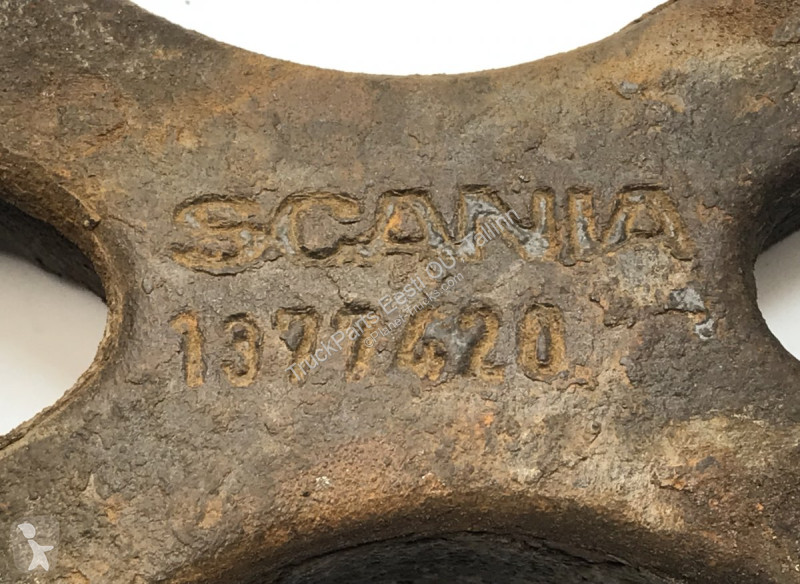 SCANIA
1377420
TruckParts Eesti OÜ, Tallinn